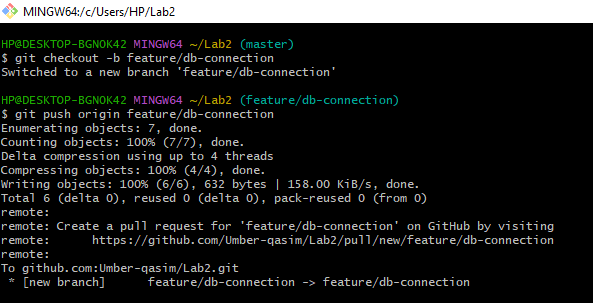 MINGW64:/c/Users/HP/Lab2
HP@DESKTOP-BGNOK42 MINGW64 ~/Lab2 (master)
$ git checkout -b feature/db-connection
Switched to a new branch 'feature/db-connection'
HP@DESKTOP-BGNOK42 MINGW64 ~/Lab2 (feature/db-connection)
$ git push origin feature/db-connection
Enumerating objects: 7, done.
Counting objects: 100% (7/7), done.
Delta compression using up to 4 threads
Compressing objects: 100% (4/4), done.
Writing objects: 100% (6/6), 632 bytes | 158.00 KiB/s, done.
Total 6 (delta 0), reused 0 (delta 0), pack-reused 0 (from 0)
remote:
remote: Create a pull request for 'feature/db-connection' on GitHub by visiting
remote:      https://github.com/Umber-qasim/Lab2/pull/new/feature/db-connection
remote:
To github.com:Umber-qasim/Lab2.git
 * [new branch]      feature/db-connection -> feature/db-connection